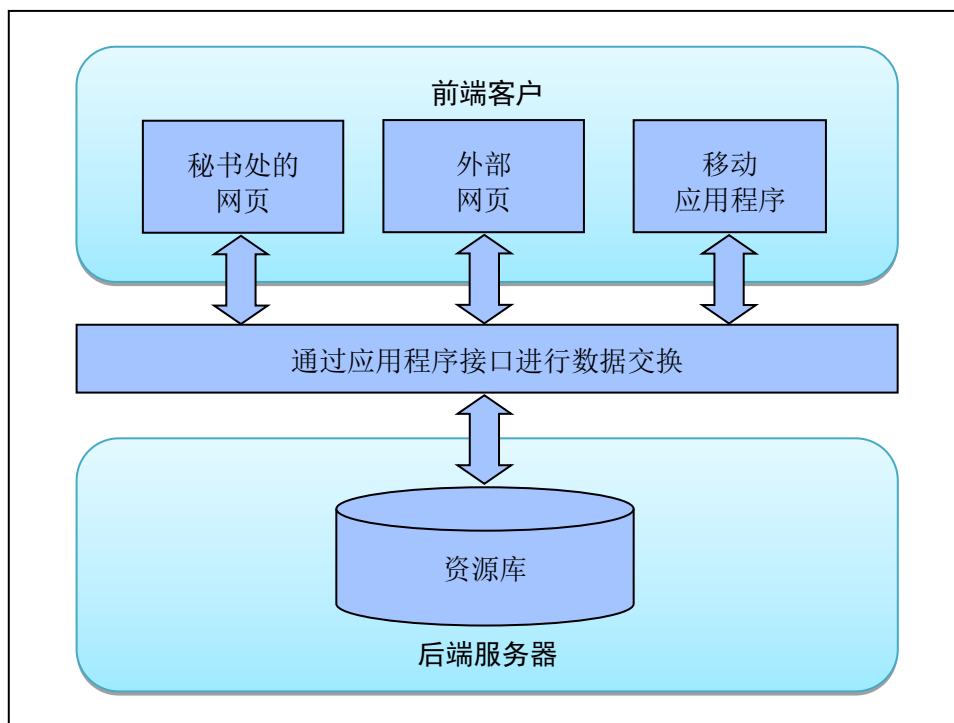 前端客户
秘书处的
网页
外部
网页
移动
应用程序
通过应用程序接口进行数据交换
资源库
后端服务器